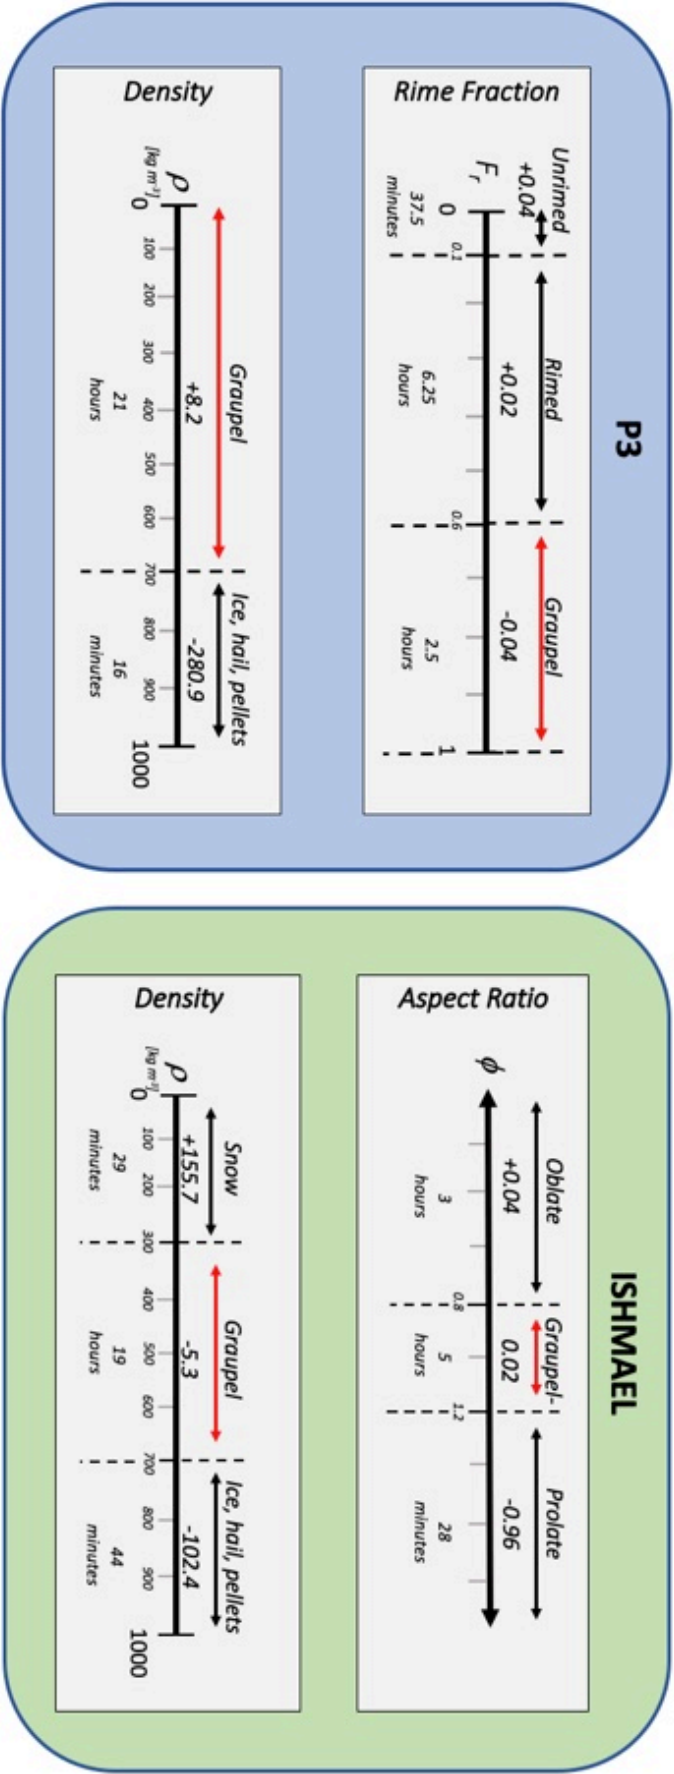 P3
Rime Fraction
Unrimed
Rimed
Graupel
+0.04
+0.02
-0.04
Fr
0
0.1
0.6
1
37.5
minutes
6.25
hours
2.5
hours
Density
Graupel
Ice, hail, pellets
+8.2
-280.9
ρ
[kg m⁻³]
0
100
200
300
400
500
600
700
800
900
1000
21
hours
16
minutes
ISHMAEL
Aspect Ratio
Oblate
Graupel-
Prolate
+0.04
0.02
-0.96
ϕ
0.8
1.2
3
hours
5
hours
28
minutes
Density
Snow
Graupel
Ice, hail, pellets
+155.7
-5.3
-102.4
ρ
[kg m⁻³]
0
100
200
300
400
500
600
700
800
900
1000
29
minutes
19
hours
44
minutes